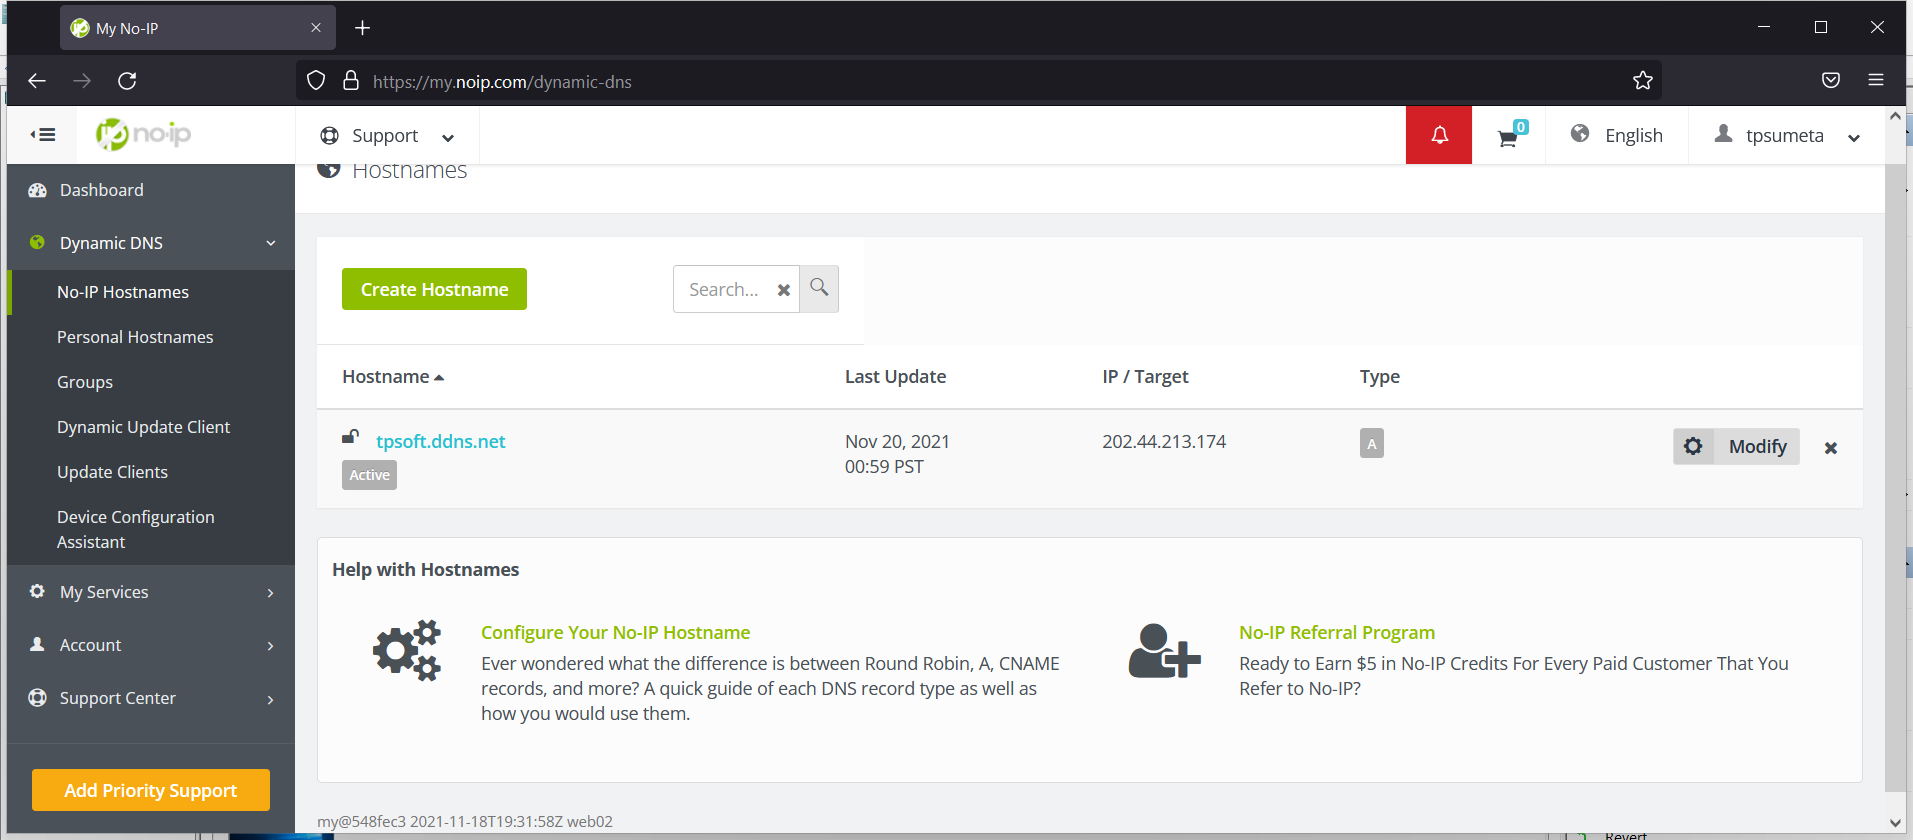 My No-IP
https://my.noip.com/dynamic-dns
no-ip
Support
0
English
tpsumeta
Hostnames
Dashboard
Dynamic DNS
No-IP Hostnames
Personal Hostnames
Groups
Dynamic Update Client
Update Clients
Device Configuration
Assistant
My Services
Account
Support Center
Add Priority Support
Create Hostname
Search...
Hostname
Last Update
IP / Target
Type
tpsoft.ddns.net
Active
Nov 20, 2021
00:59 PST
202.44.213.174
A
Modify
Help with Hostnames
Configure Your No-IP Hostname
Ever wondered what the difference is between Round Robin, A, CNAME
records, and more? A quick guide of each DNS record type as well as
how you would use them.
No-IP Referral Program
Ready to Earn $5 in No-IP Credits For Every Paid Customer That You
Refer to No-IP?
my@548fec3 2021-11-18T19:31:58Z web02
Revert